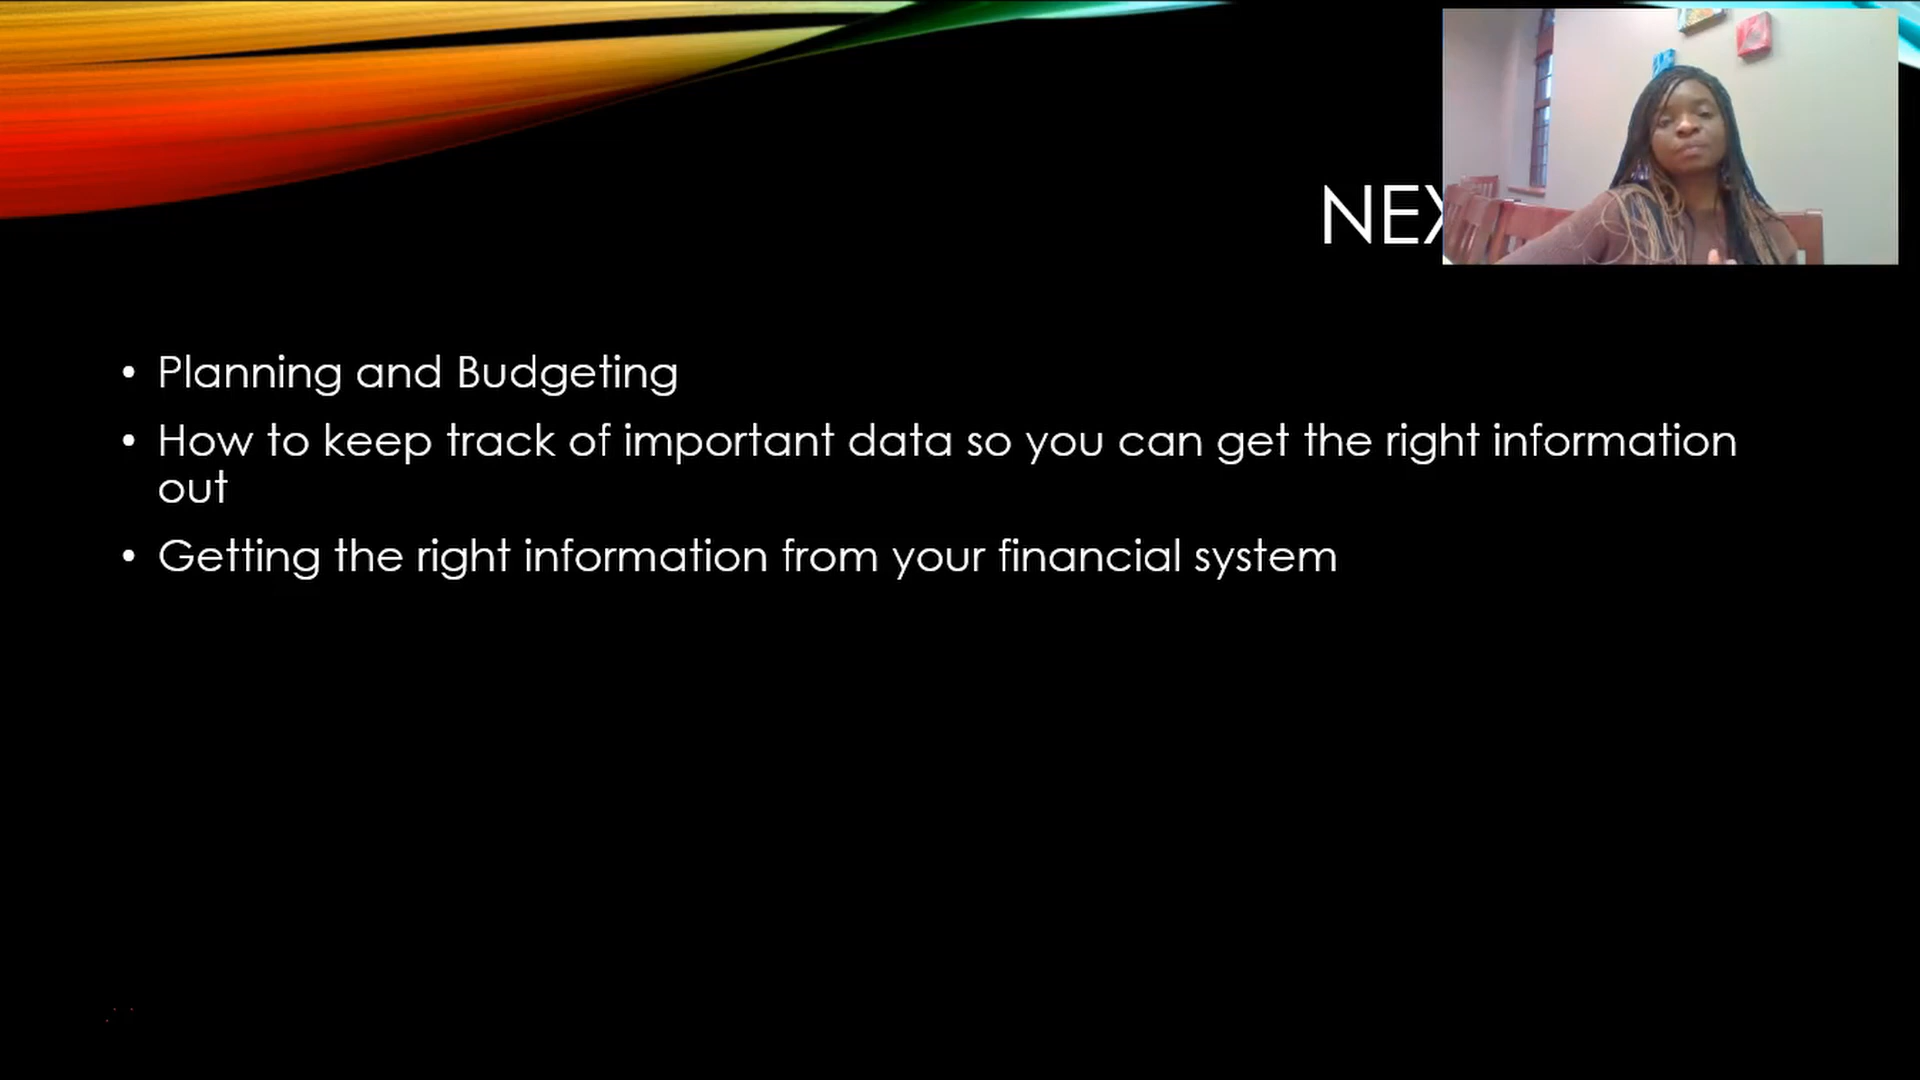 • Planning and Budgeting
• How to keep track of important data so you can get the right information
out
• Getting the right information from your financial system